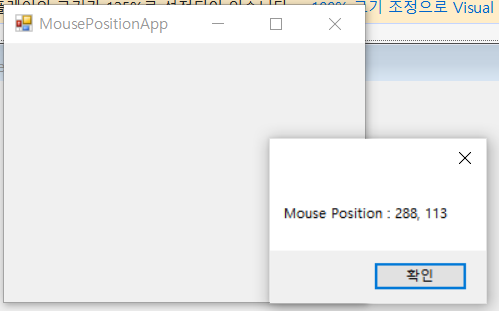 100% 크기 조정으로 Visual
MousePositionApp
Mouse Position : 288, 113
확인